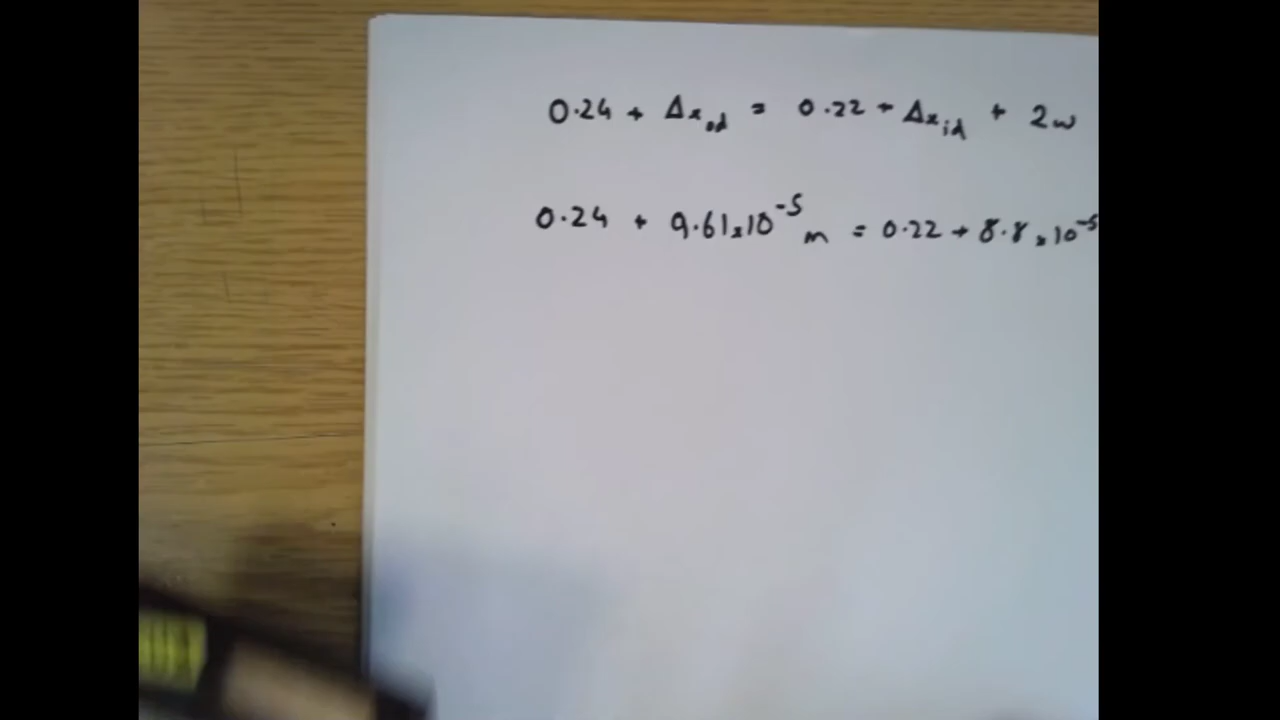 0.24 + Δx_od = 0.22 + Δx_id + 2w
0.24 + 9.61x10^-5 m = 0.22 + 8.8x10^-5